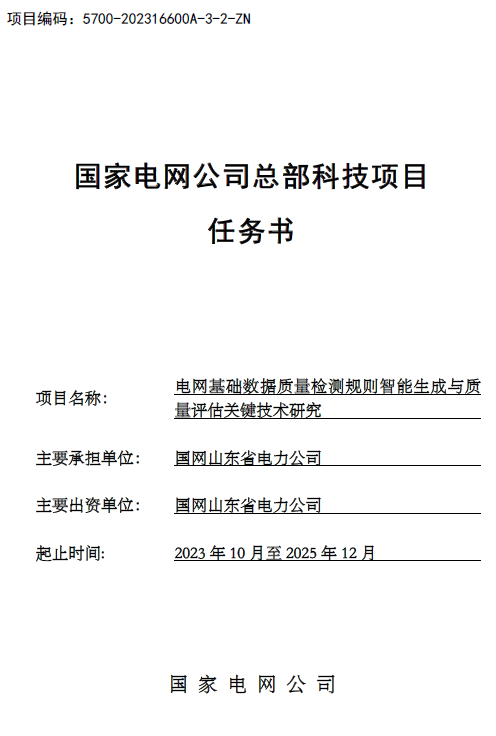 项目编码：5700-202316600A-3-2-ZN
国家电网公司总部科技项目
任务书
项目名称：
电网基础数据质量检测规则智能生成与质
量评估关键技术研究
主要承担单位： 国网山东省电力公司
主要出资单位： 国网山东省电力公司
起止时间: 2023 年 10 月至 2025 年 12 月
国 家 电 网 公 司